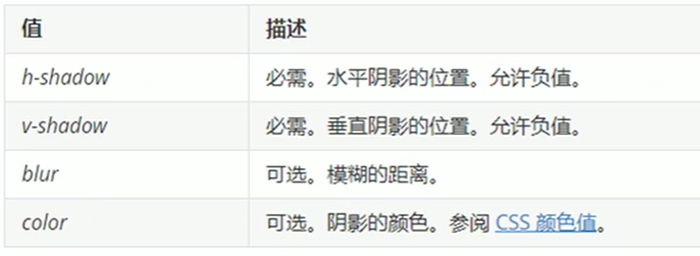 值 描述
h-shadow 必需。水平阴影的位置。允许负值。
v-shadow 必需。垂直阴影的位置。允许负值。
blur 可选。模糊的距离。
color 可选。阴影的颜色。参阅 CSS 颜色值。